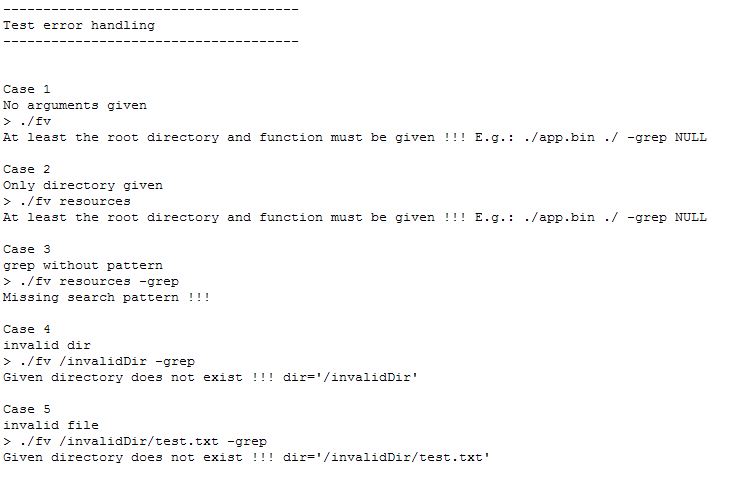 -------------------------------------
Test error handling
-------------------------------------
Case 1
No arguments given
> ./fv
At least the root directory and function must be given !!! E.g.: ./app.bin ./ -grep NULL
Case 2
Only directory given
> ./fv resources
At least the root directory and function must be given !!! E.g.: ./app.bin ./ -grep NULL
Case 3
grep without pattern
> ./fv resources -grep
Missing search pattern !!!
Case 4
invalid dir
> ./fv /invalidDir -grep
Given directory does not exist !!! dir='/invalidDir'
Case 5
invalid file
> ./fv /invalidDir/test.txt -grep
Given directory does not exist !!! dir='/invalidDir/test.txt'